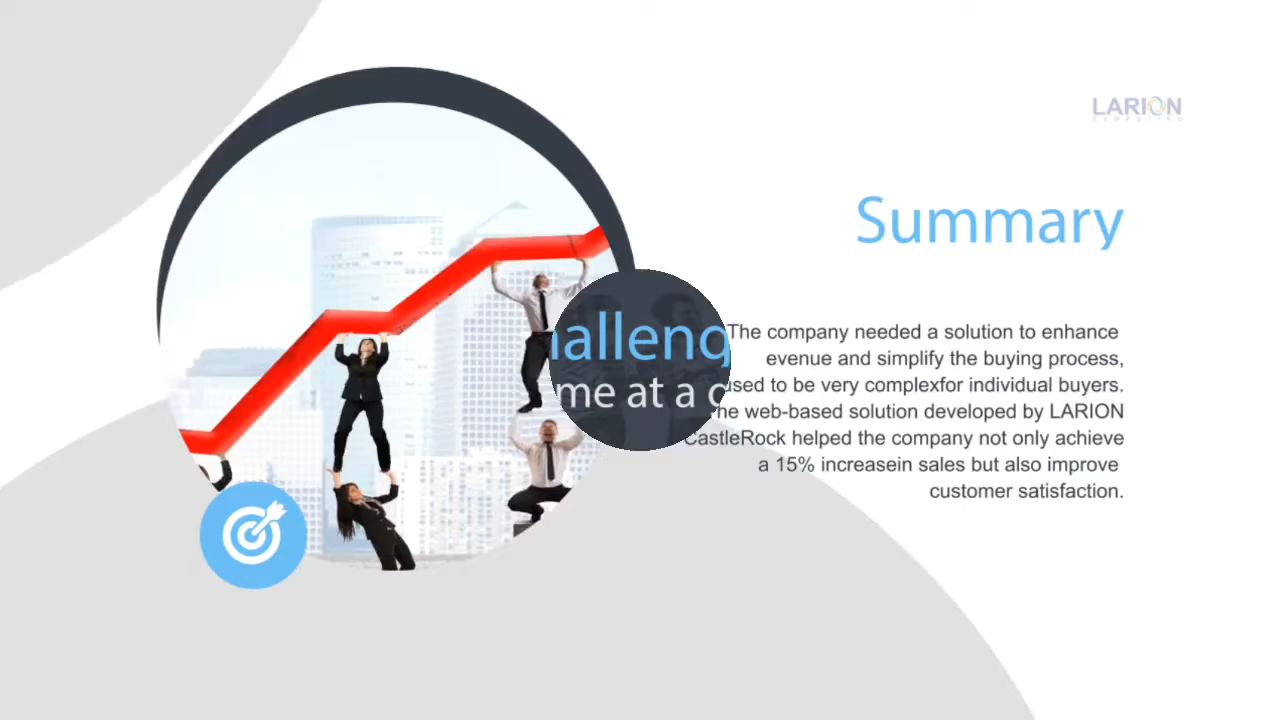 LARION
Summary
The company needed a solution to enhance
evenue and simplify the buying process,
used to be very complexfor individual buyers.
he web-based solution developed by LARION
CastleRock helped the company not only achieve
a 15% increasein sales but also improve
customer satisfaction.
halleng
me at a